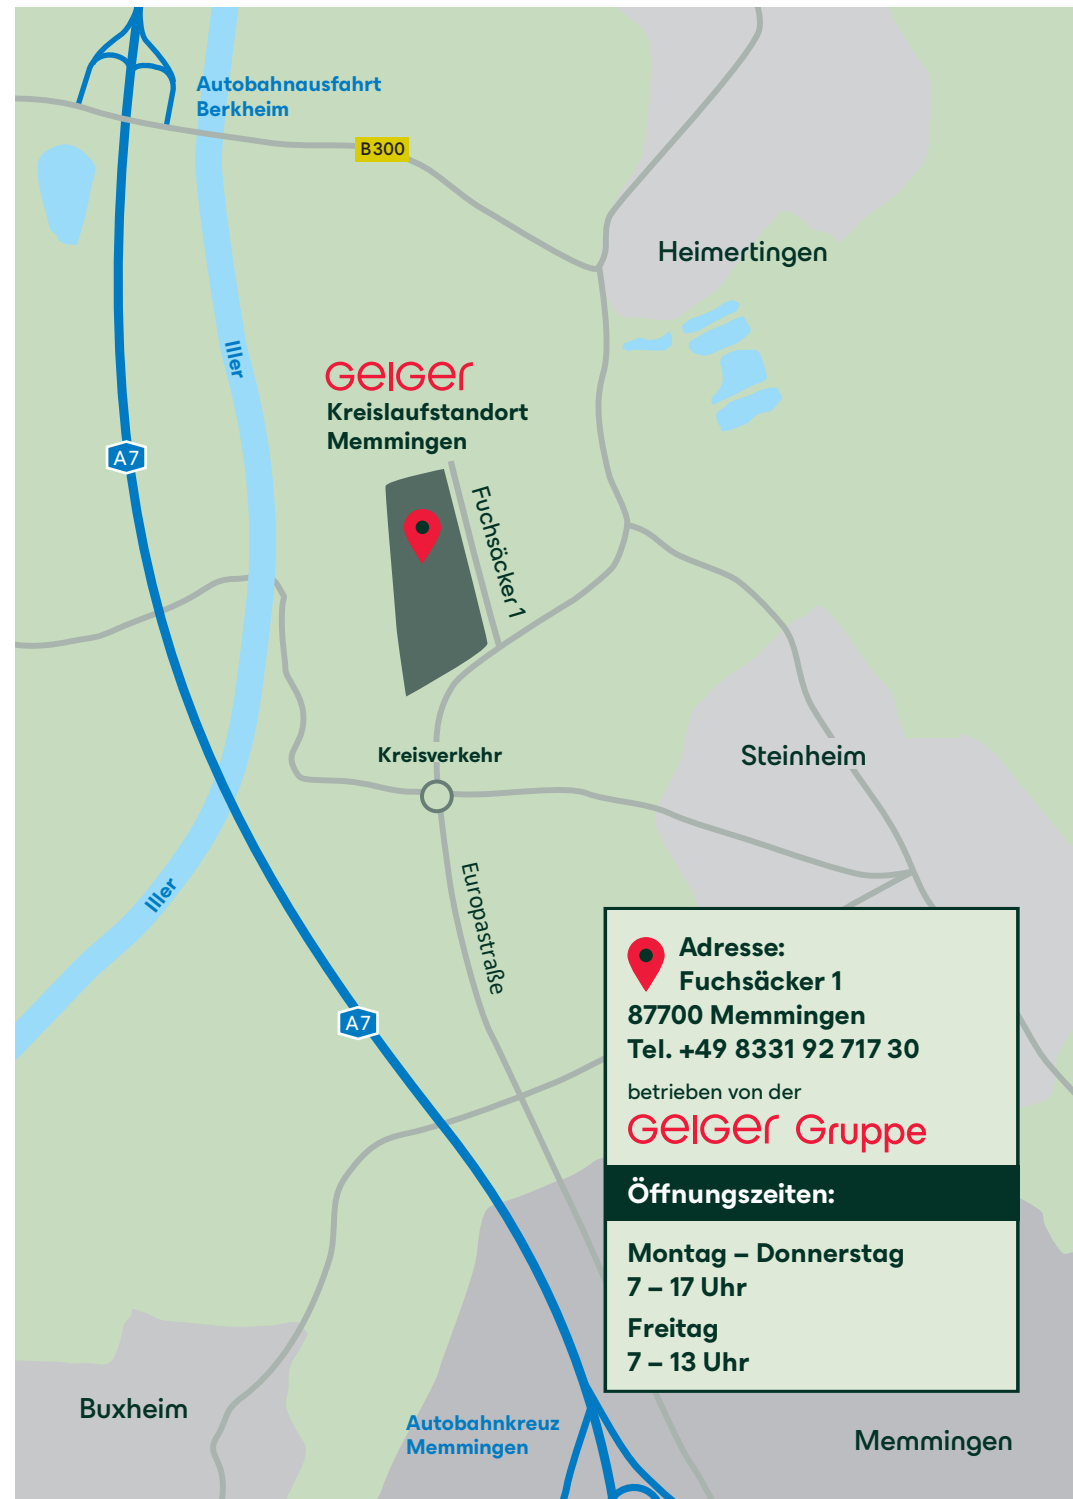 Autobahnausfahrt
Berkheim
B300
Heimertingen
Iller
GEIGER
Kreislaufstandort
Memmingen
A7
Fuchsäcker 1
Kreisverkehr
Steinheim
Europastraße
Iller
A7
Adresse:
Fuchsäcker 1
87700 Memmingen
Tel. +49 8331 92 717 30
betrieben von der
GEIGER Gruppe
Öffnungszeiten:
Montag – Donnerstag
7 – 17 Uhr
Freitag
7 – 13 Uhr
Buxheim
Autobahnkreuz
Memmingen
Memmingen